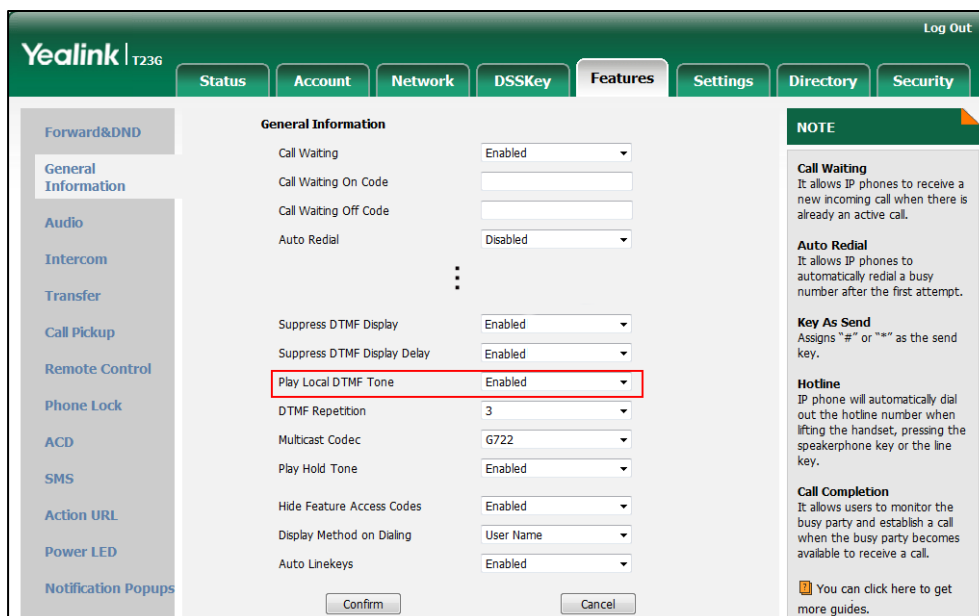 Log Out
Yealink T23G
Status Account Network DSSKey Features Settings Directory Security
Forward&DND
General
Information
Audio
Intercom
Transfer
Call Pickup
Remote Control
Phone Lock
ACD
SMS
Action URL
Power LED
Notification Popups
General Information
Call Waiting Enabled
Call Waiting On Code
Call Waiting Off Code
Auto Redial Disabled
Suppress DTMF Display Enabled
Suppress DTMF Display Delay Enabled
Play Local DTMF Tone Enabled
DTMF Repetition 3
Multicast Codec G722
Play Hold Tone Enabled
Hide Feature Access Codes Enabled
Display Method on Dialing User Name
Auto Linekeys Enabled
Confirm Cancel
NOTE
Call Waiting
It allows IP phones to receive a
new incoming call when there is
already an active call.
Auto Redial
It allows IP phones to
automatically redial a busy
number after the first attempt.
Key As Send
Assigns "#" or "*" as the send
key.
Hotline
IP phone will automatically dial
out the hotline number when
lifting the handset, pressing the
speakerphone key or the line
key.
Call Completion
It allows users to monitor the
busy party and establish a call
when the busy party becomes
available to receive a call.
You can click here to get
more guides.